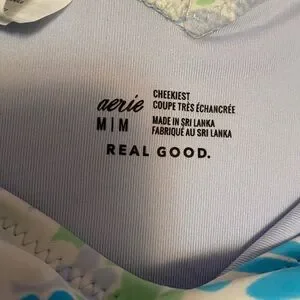 aerie
M|M
CHEEKIEST
COUPE TRÈS ÉCHANCRÉE
MADE IN SRI LANKA
FABRIQUÉ AU SRI LANKA
REAL GOOD.